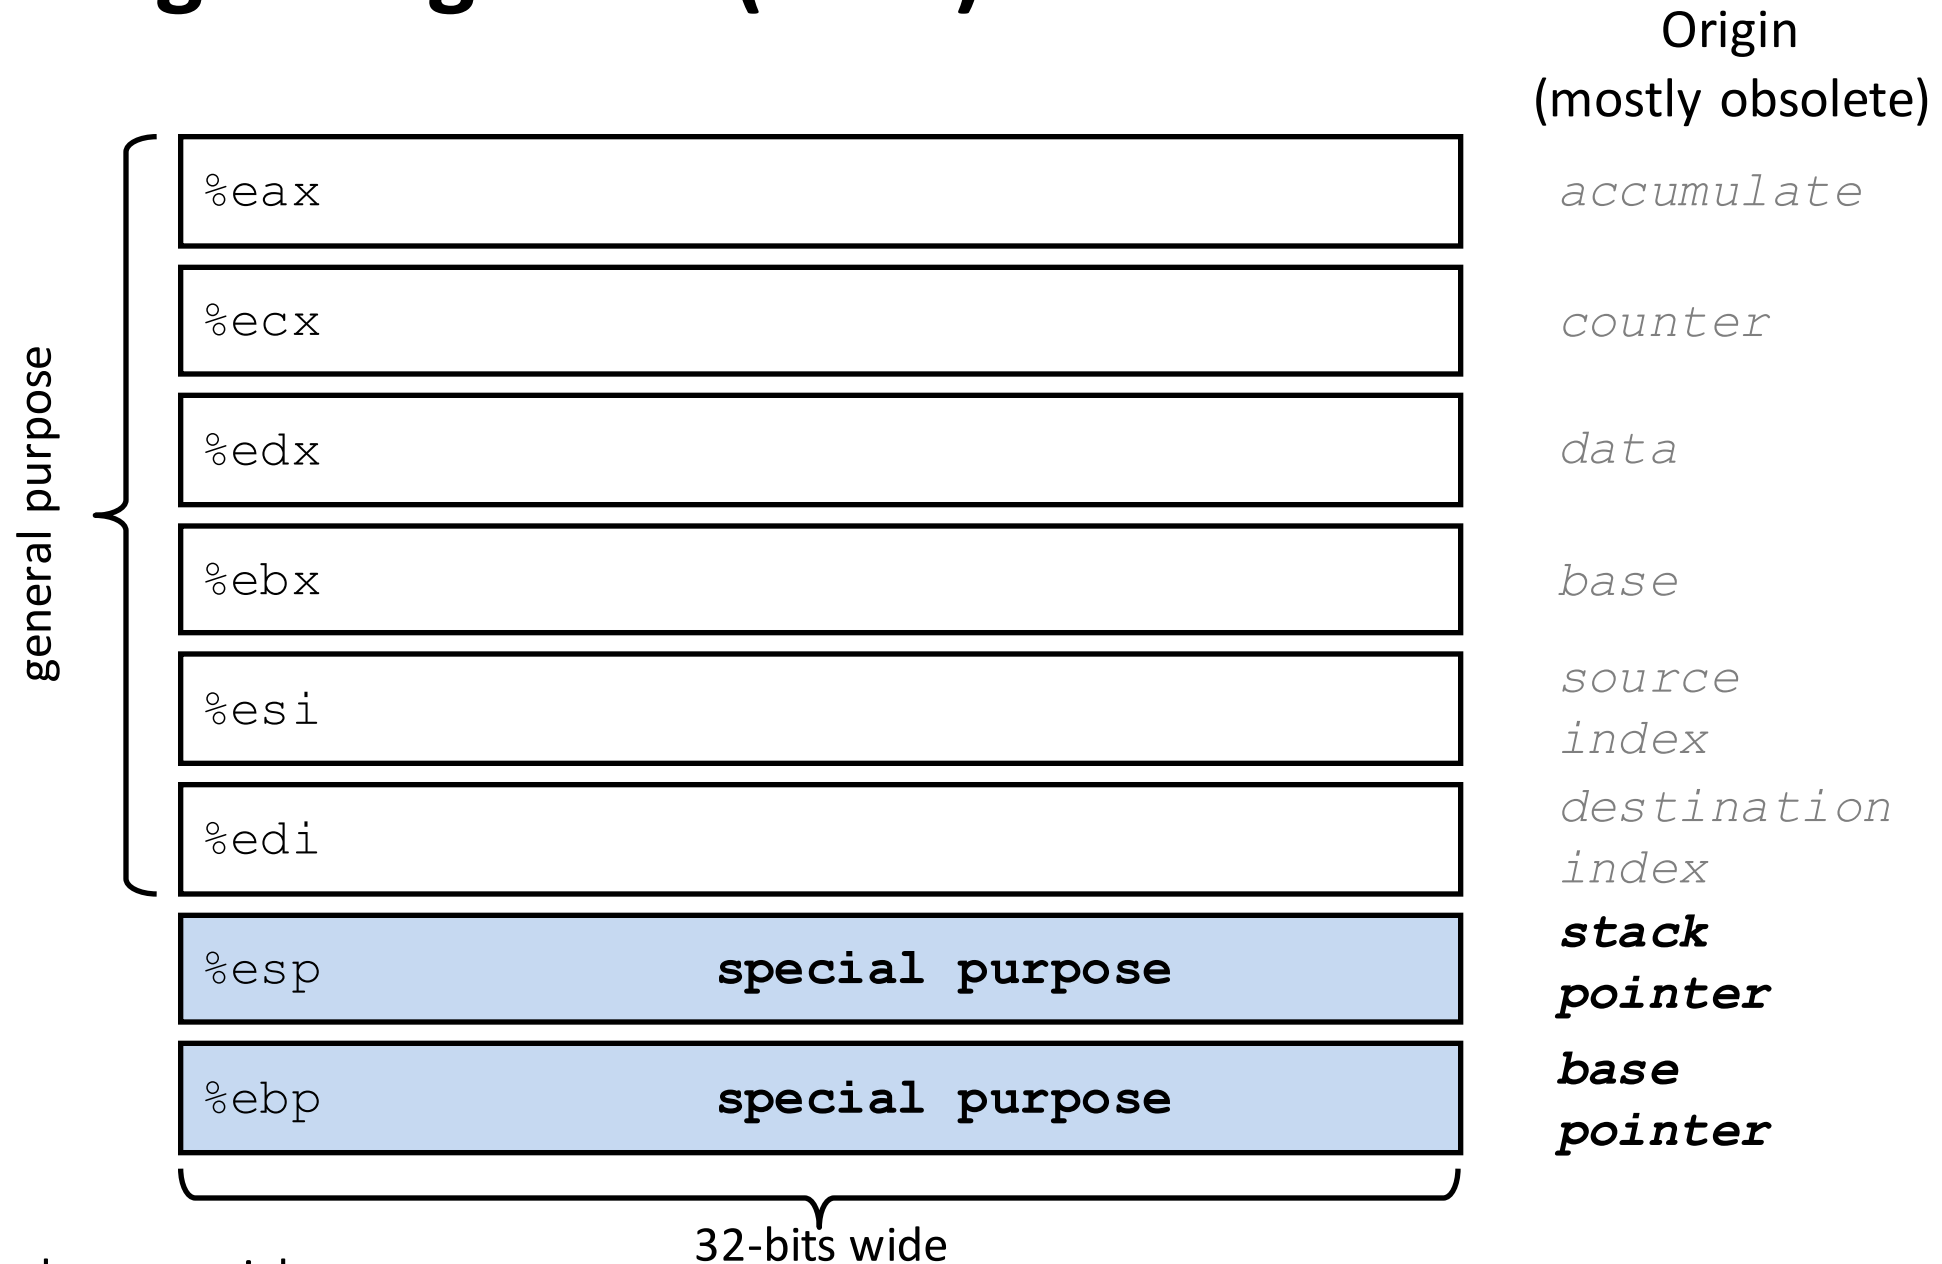 Origin
(mostly obsolete)
general purpose
%eax
accumulate
%ecx
counter
%edx
data
%ebx
base
%esi
source
index
%edi
destination
index
%esp special purpose
stack
pointer
%ebp special purpose
base
pointer
32-bits wide